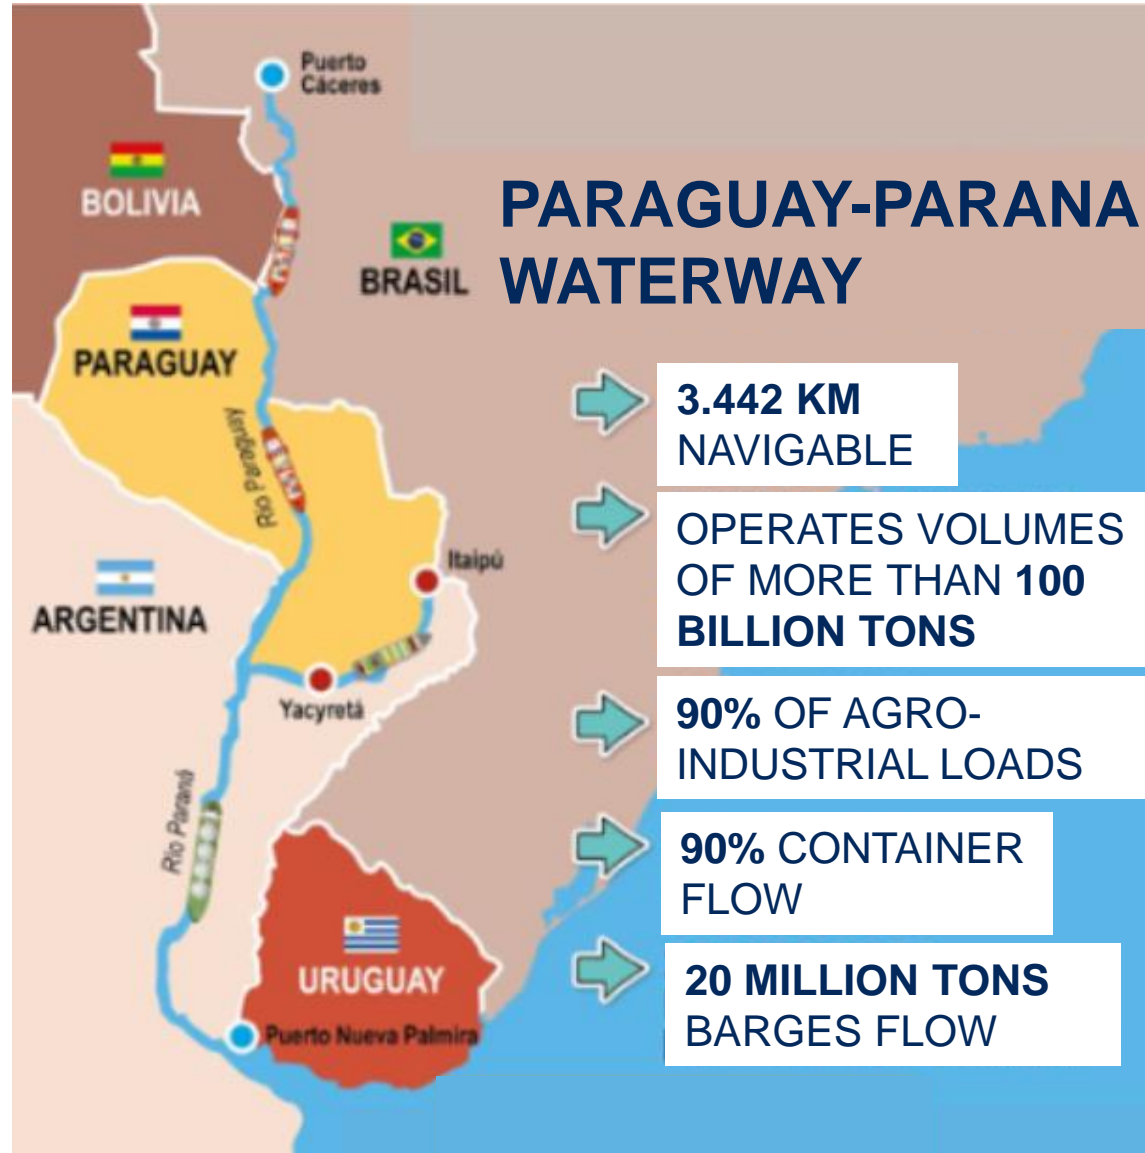 Puerto
Cáceres
BOLIVIA
PARAGUAY-PARANA
WATERWAY
BRASIL
PARAGUAY
3.442 KM
NAVIGABLE
Río Paraguay
OPERATES VOLUMES
OF MORE THAN 100
BILLION TONS
Itaipú
ARGENTINA
90% OF AGRO-
INDUSTRIAL LOADS
Yacyretá
Río Paraná
90% CONTAINER
FLOW
URUGUAY
20 MILLION TONS
BARGES FLOW
Puerto Nueva Palmira